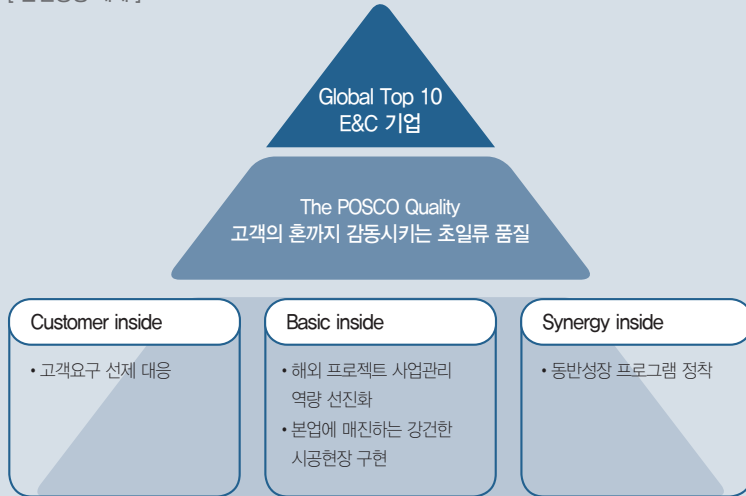 Global Top 10
E&C 기업
The POSCO Quality
고객의 혼까지 감동시키는 초일류 품질
Customer inside
• 고객요구 선제 대응
Basic inside
• 해외 프로젝트 사업관리
역량 선진화
• 본업에 매진하는 강건한
시공현장 구현
Synergy inside
• 동반성장 프로그램 정착